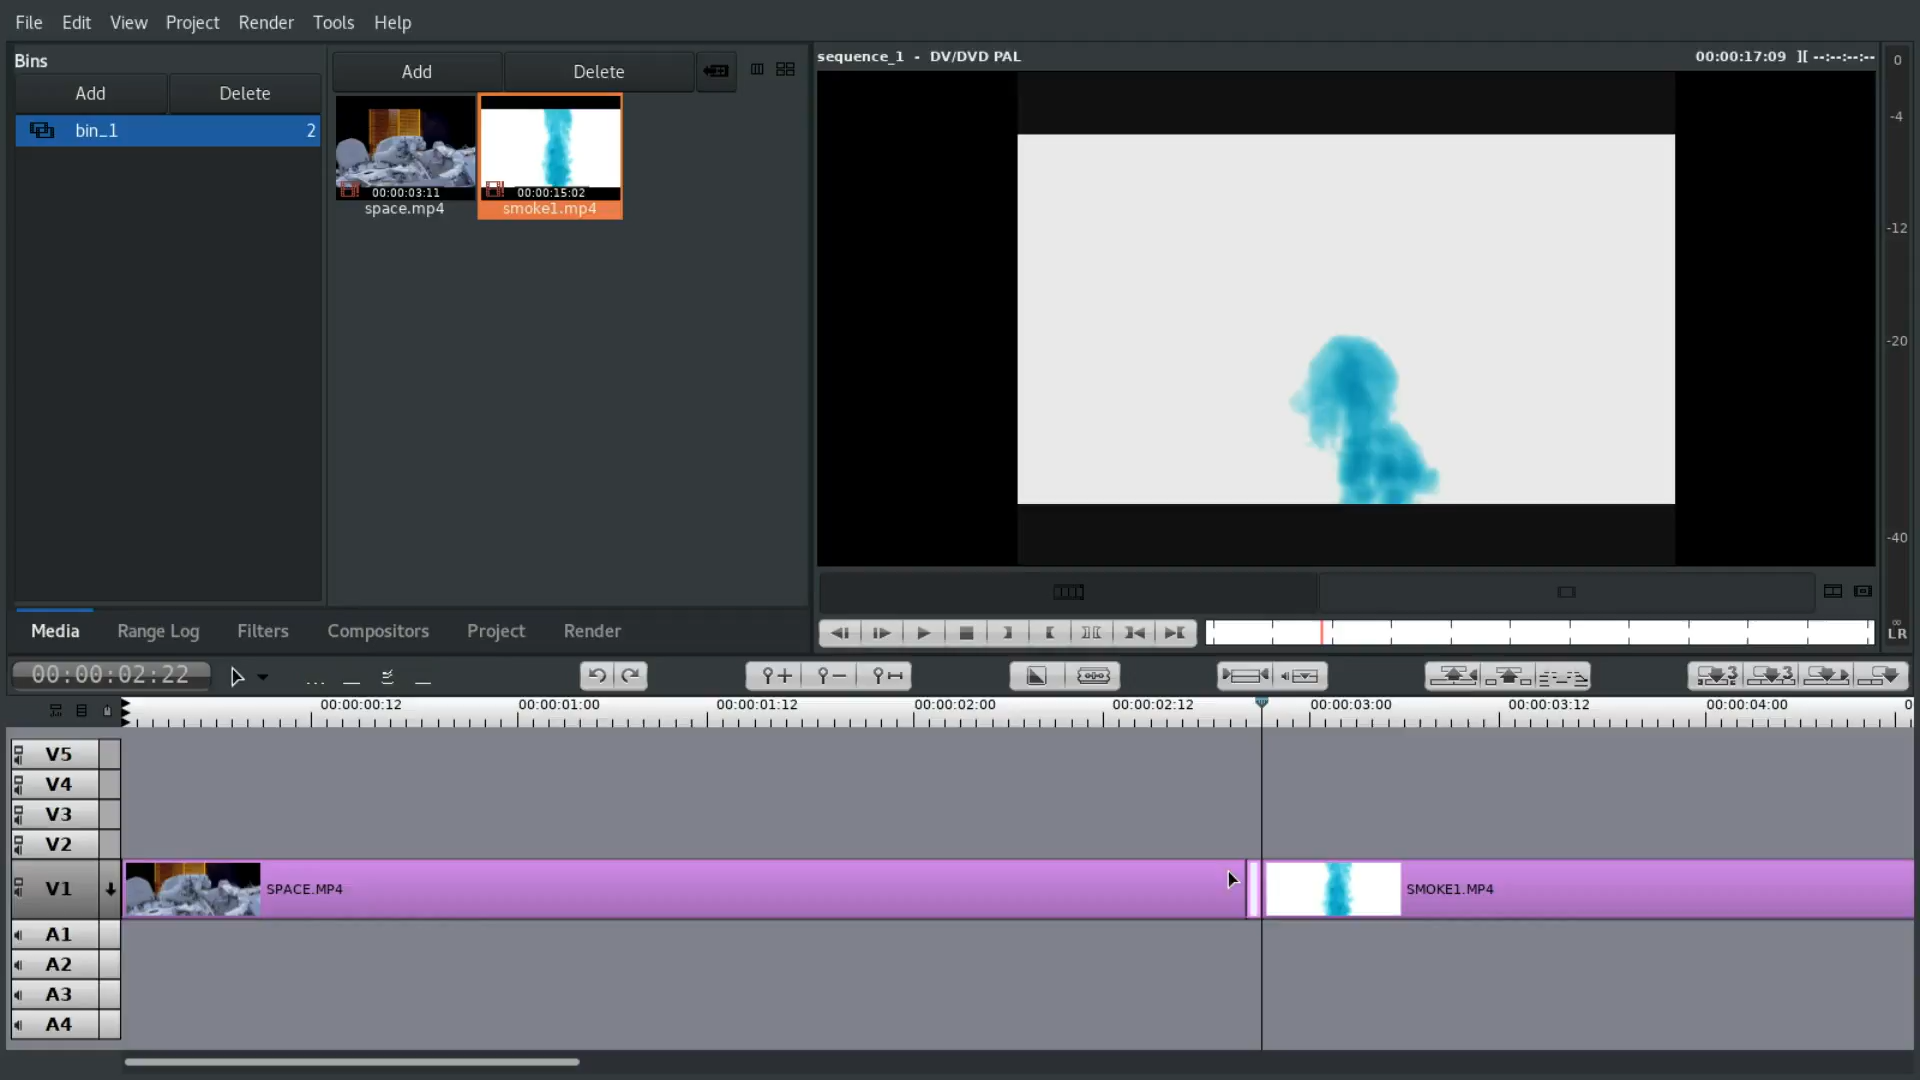 File Edit View Project Render Tools Help
Bins
Add Delete
bin_1 2
Add Delete
00:00:03:11
space.mp4
00:00:15:02
smoke1.mp4
sequence_1 - DV/DVD PAL
00:00:17:09 ][ --:--:--:--
0
-4
-12
-20
-40
∞
LR
Media Range Log Filters Compositors Project Render
00:00:02:22
3 3
00:00:00:12 00:00:01:00 00:00:01:12 00:00:02:00 00:00:02:12 00:00:03:00 00:00:03:12 00:00:04:00 0
V5
V4
V3
V2
V1 SPACE.MP4 SMOKE1.MP4
A1
A2
A3
A4